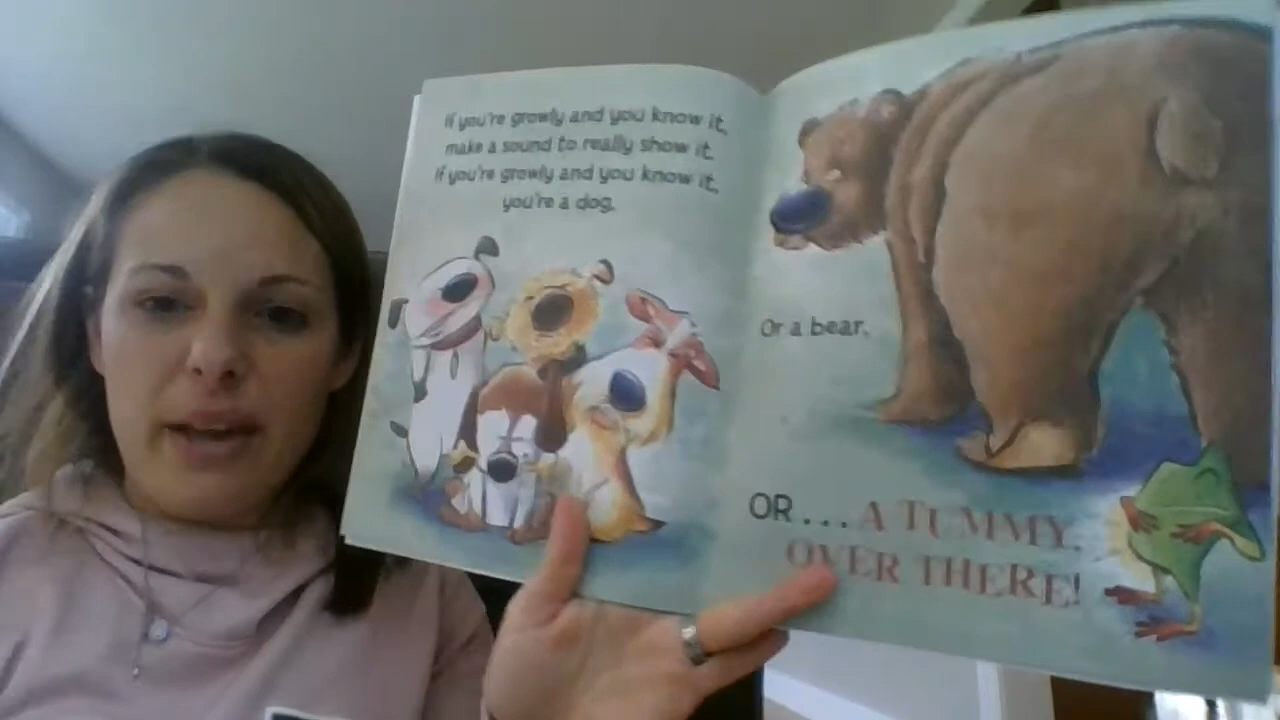 If you're growly and you know it,
make a sound to really show it.
If you're growly and you know it,
you're a dog.
Or a bear.
OR... A TUMMY,
OVER THERE!